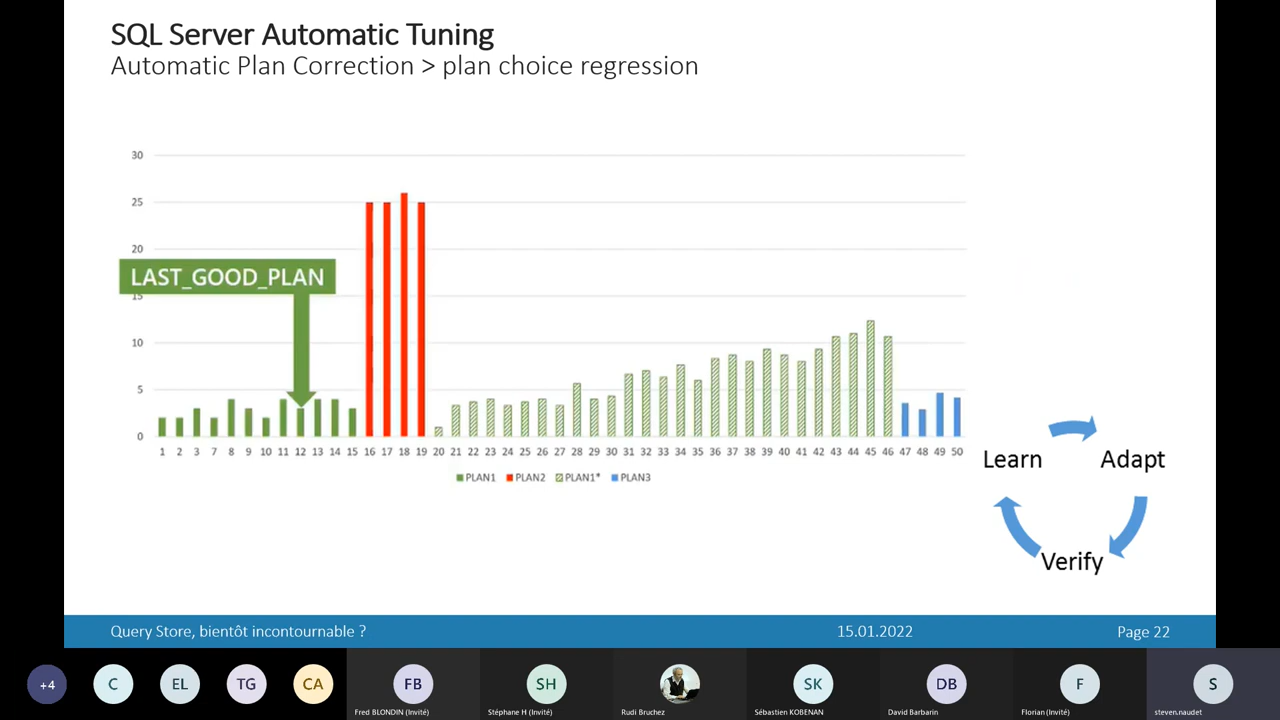 SQL Server Automatic Tuning
Automatic Plan Correction > plan choice regression
30
25
20
LAST_GOOD_PLAN
15
10
5
0
1 2 3 7 8 9 10 11 12 13 14 15 16 17 18 19 20 21 22 23 24 25 26 27 28 29 30 31 32 33 34 35 36 37 38 39 40 41 42 43 44 45 46 47 48 49 50
PLAN1 PLAN2 PLAN1* PLAN3
Learn Adapt
Verify
Query Store, bientôt incontournable ? 15.01.2022 Page 22
+4 C EL TG CA FB SH SK DB F S
Fred BLONDIN (Invité) Stéphane H (Invité) Rudi Bruchez Sébastien KOBENAN David Barbarin Florian (Invité) steven.naudet